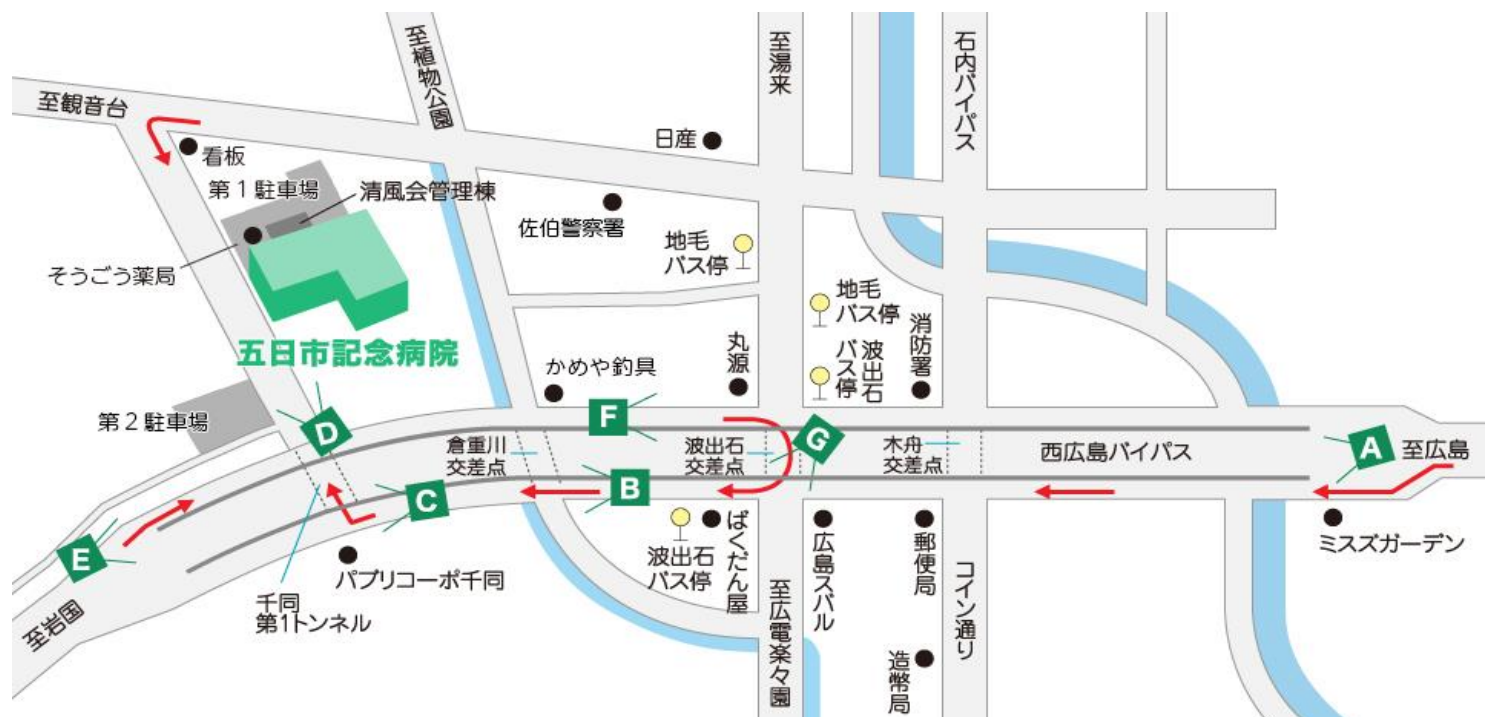 至観音台
至植物公園
至湯来
石内バイパス
看板
日産
第1駐車場
清風会管理棟
佐伯警察署
地毛
バス停
そうごう薬局
地毛
バス停
五日市記念病院
波出石
バス停
消防署
丸源
かめや釣具
第2駐車場
D
F
G
A
倉重川
交差点
波出石
交差点
木舟
交差点
西広島バイパス
至広島
B
C
E
ばくだん屋
波出石
バス停
広島スバル
郵便局
ミスズガーデン
パプリコーポ千同
千同
第1トンネル
至岩国
至広電楽々園
コイン通り
造幣局